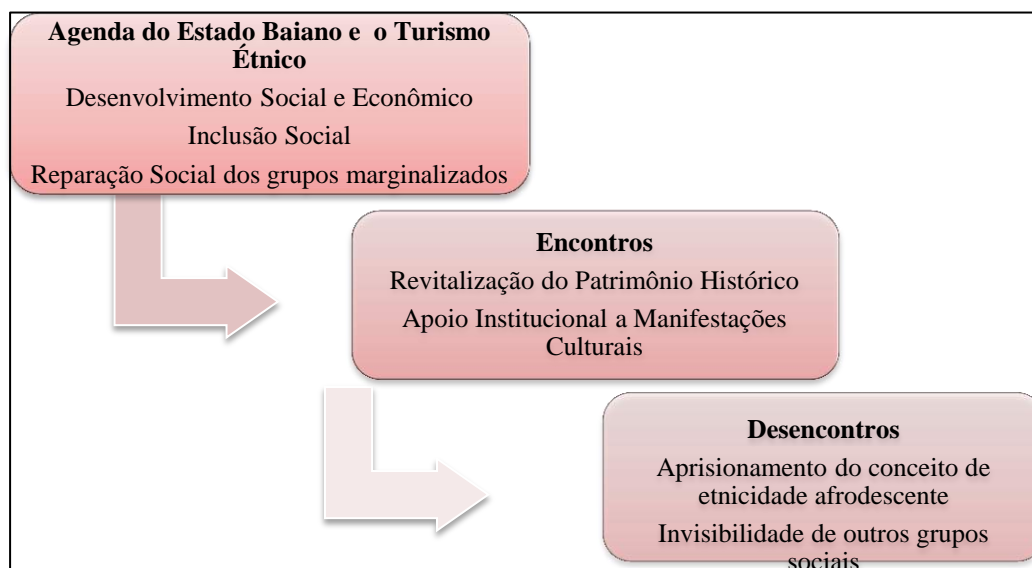 Agenda do Estado Baiano e o Turismo
Étnico
Desenvolvimento Social e Econômico
Inclusão Social
Reparação Social dos grupos marginalizados
Encontros
Revitalização do Patrimônio Histórico
Apoio Institucional a Manifestações
Culturais
Desencontros
Aprisionamento do conceito de
etnicidade afrodescente
Invisibilidade de outros grupos
sociais